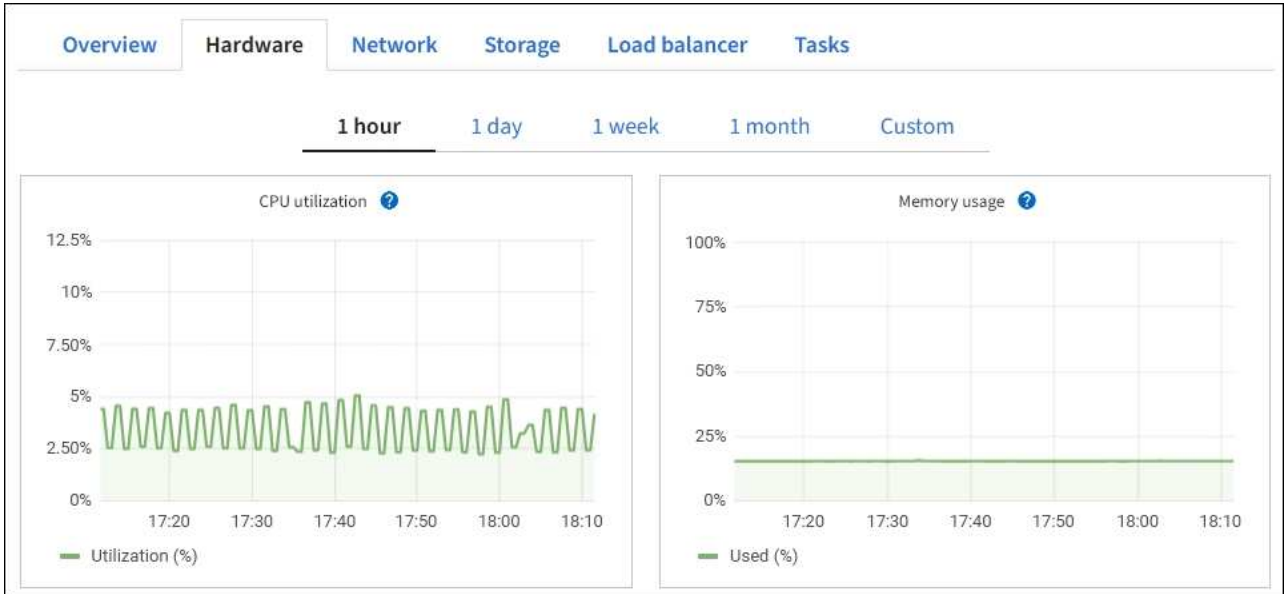 Overview Hardware Network Storage Load balancer Tasks
1 hour 1 day 1 week 1 month Custom
CPU utilization ?
12.5%
10%
7.50%
5%
2.50%
0%
17:20 17:30 17:40 17:50 18:00 18:10
Utilization (%)
Memory usage ?
100%
75%
50%
25%
0%
17:20 17:30 17:40 17:50 18:00 18:10
Used (%)